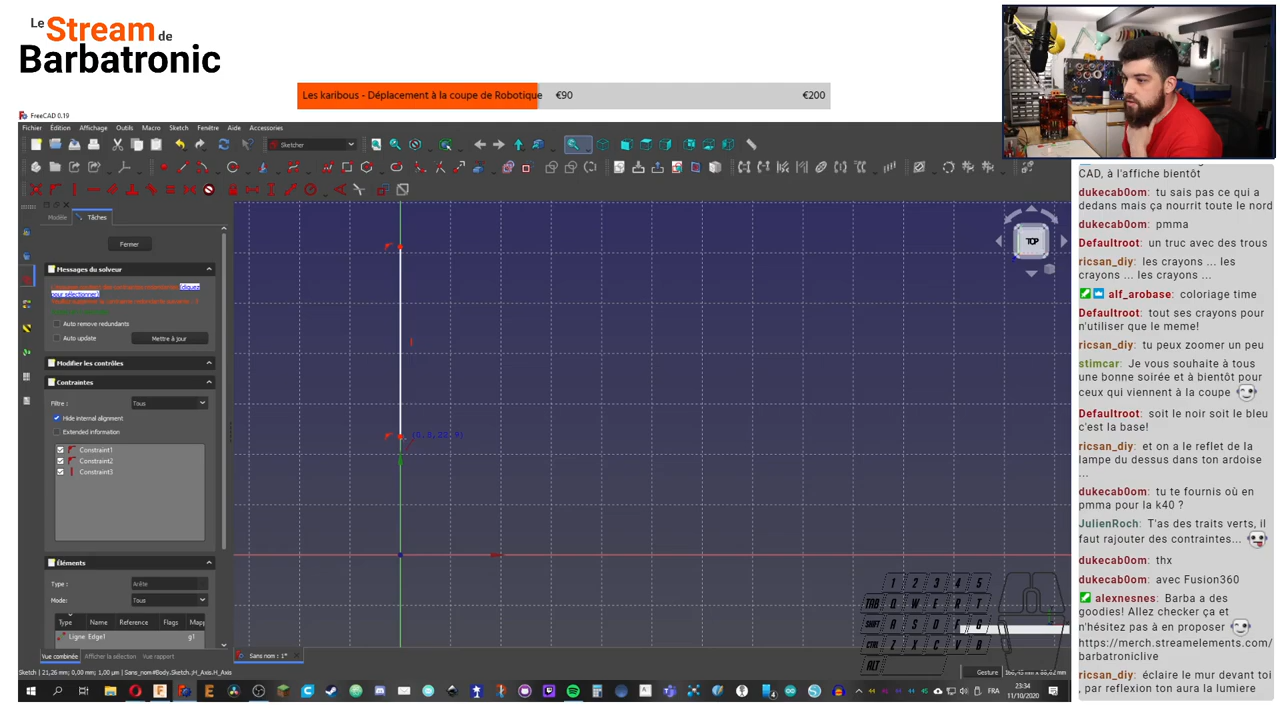 Le Stream de
Barbatronic
Les karibous - Déplacement à la coupe de Robotique €90 €200
FreeCAD 0.19
Fichier Édition Affichage Outils Macro Sketch Fenêtre Aide Accessories
Sketcher
Modèle Tâches
Fermer
Messages du solveur
pour sélectionner)
Auto remove redundants
Auto update Mettre à jour
Modifier les contrôles
Contraintes
Filtre : Tous
Hide internal alignment
Extended information
Constraint1
Constraint2
Constraint3
Éléments
Type : Arête
Mode: Tous
Type Name Reference Flags Mapp
Ligne Edge1 g1
Vue combinée Afficher la sélection Vue rapport
Sans nom : 1*
TOP
1 2 3 4 5
TAB Q W E R T
SHIFT A S D F G
CTRL Z X C V B
ALT
Gesture
FRA
23:34
11/10/2020
CAD, à l'affiche bientôt
dukecab0om: tu sais pas ce qui a
dedans mais ça nourrit toute le nord
dukecab0om: pmma
Defaultroot: un truc avec des trous
ricsan_diy: les crayons ... les
crayons ... les crayons ...
alf_arobase: coloriage time
Defaultroot: tout ses crayons pour
n'utiliser que le meme!
ricsan_diy: tu peux zoomer un peu
stimcar: Je vous souhaite à tous
une bonne soirée et à bientôt pour
ceux qui viennent à la coupe
Defaultroot: soit le noir soit le bleu
c'est la base!
ricsan_diy: et on a le reflet de la
lampe du dessus dans ton ardoise
...
dukecab0om: tu te fournis où en
pmma pour la k40 ?
JulienRoch: T'as des traits verts, il
faut rajouter des contraintes...
dukecab0om: thx
dukecab0om: avec Fusion360
alexnesnes: Barba a des
goodies! Allez checker ça et
n'hésitez pas à en proposer
https://merch.streamelements.com/
barbatroniclive
ricsan_diy: éclaire le mur devant toi
, par reflexion ton aura la lumiere